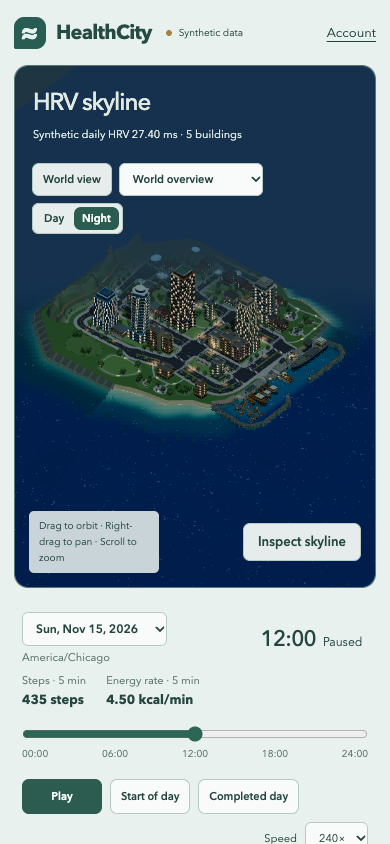 HealthCity
Synthetic data
Account
HRV skyline
Synthetic daily HRV 27.40 ms · 5 buildings
World view
World overview
Day
Night
Drag to orbit · Right-
drag to pan · Scroll to
zoom
Inspect skyline
Sun, Nov 15, 2026
12:00 Paused
America/Chicago
Steps · 5 min
Energy rate · 5 min
435 steps
4.50 kcal/min
00:00 06:00 12:00 18:00 24:00
Play
Start of day
Completed day
Speed
240×